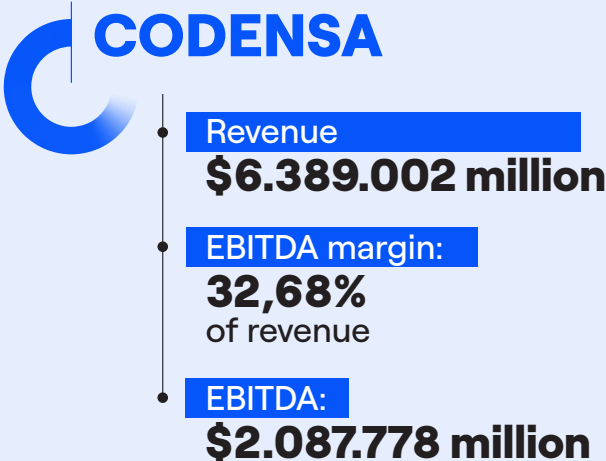 CODENSA
Revenue
$6.389.002 million
EBITDA margin:
32,68%
of revenue
EBITDA:
$2.087.778 million